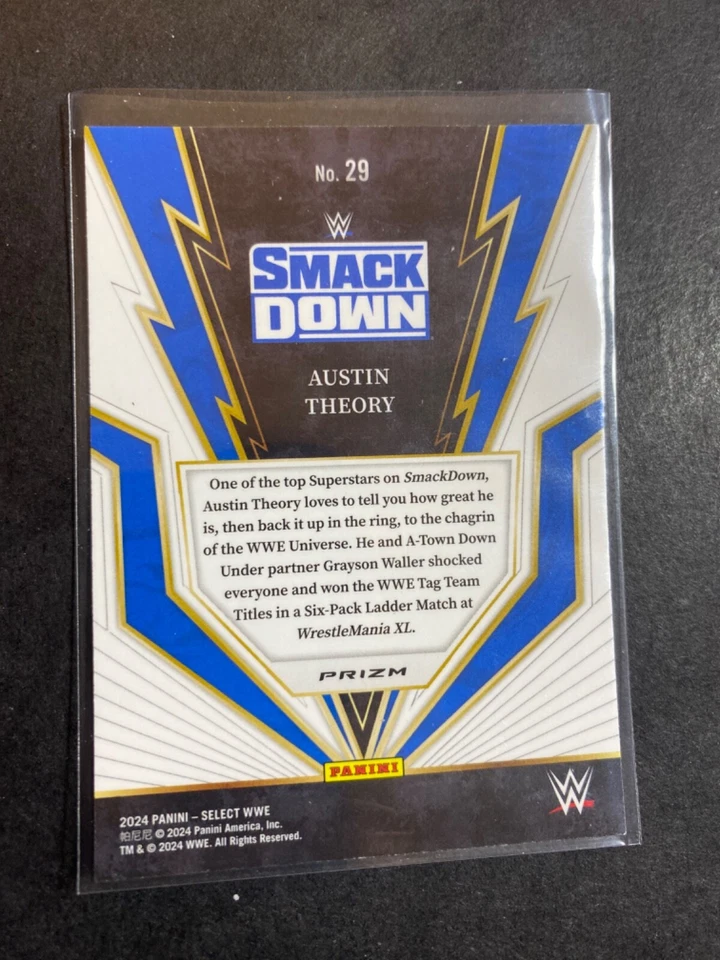 No. 29
W
SMACK
DOWN
AUSTIN
THEORY
One of the top Superstars on SmackDown,
Austin Theory loves to tell you how great he
is, then back it up in the ring, to the chagrin
of the WWE Universe. He and A-Town Down
Under partner Grayson Waller shocked
everyone and won the WWE Tag Team
Titles in a Six-Pack Ladder Match at
WrestleMania XL.
PRIZM
PANINI
W
2024 PANINI – SELECT WWE
帕尼尼 © 2024 Panini America, Inc.
TM & © 2024 WWE. All Rights Reserved.